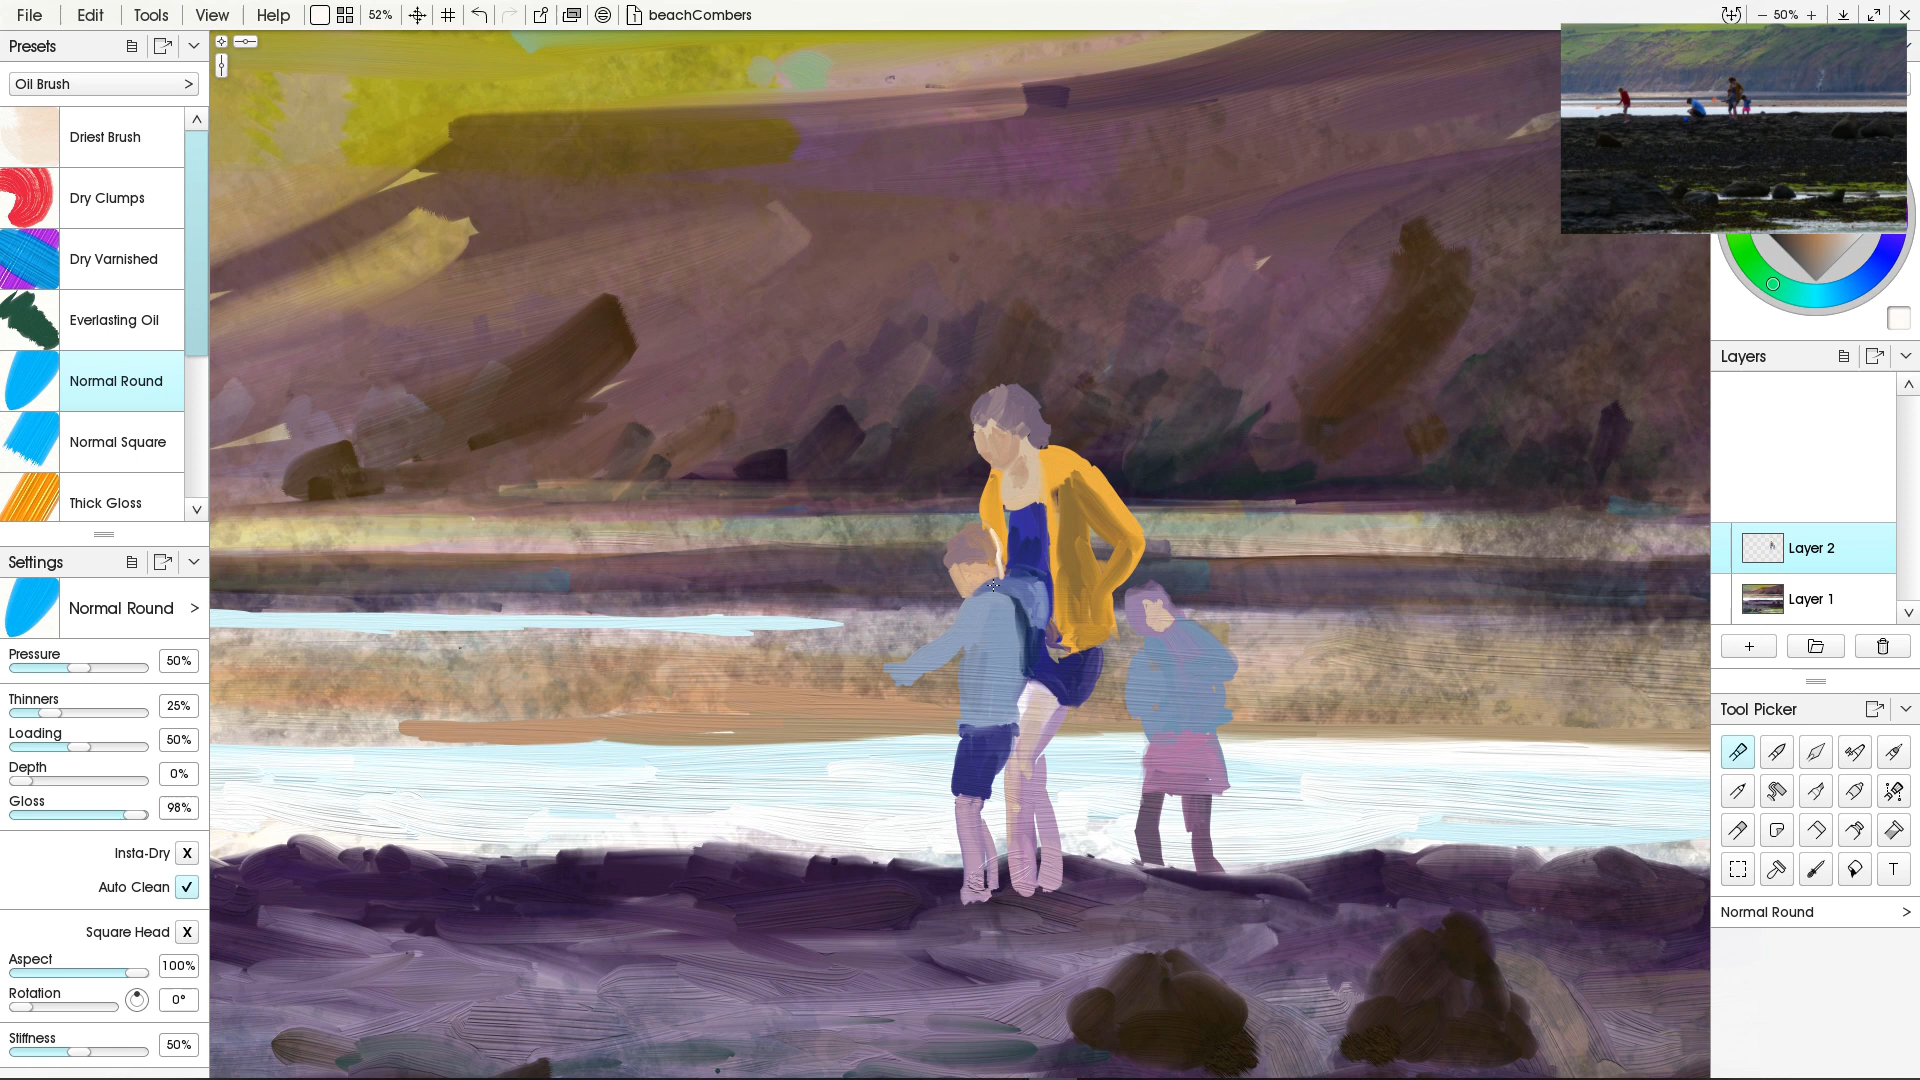 File Edit Tools View Help 52% beachCombers 50%
Presets
Oil Brush >
Driest Brush
Dry Clumps
Dry Varnished
Everlasting Oil
Normal Round
Normal Square
Thick Gloss
Settings
Normal Round >
Pressure 50%
Thinners 25%
Loading 50%
Depth 0%
Gloss 98%
Insta-Dry X
Auto Clean
Square Head X
Aspect 100%
Rotation 0°
Stiffness 50%
Layers
Layer 2
Layer 1
Tool Picker
T
Normal Round >